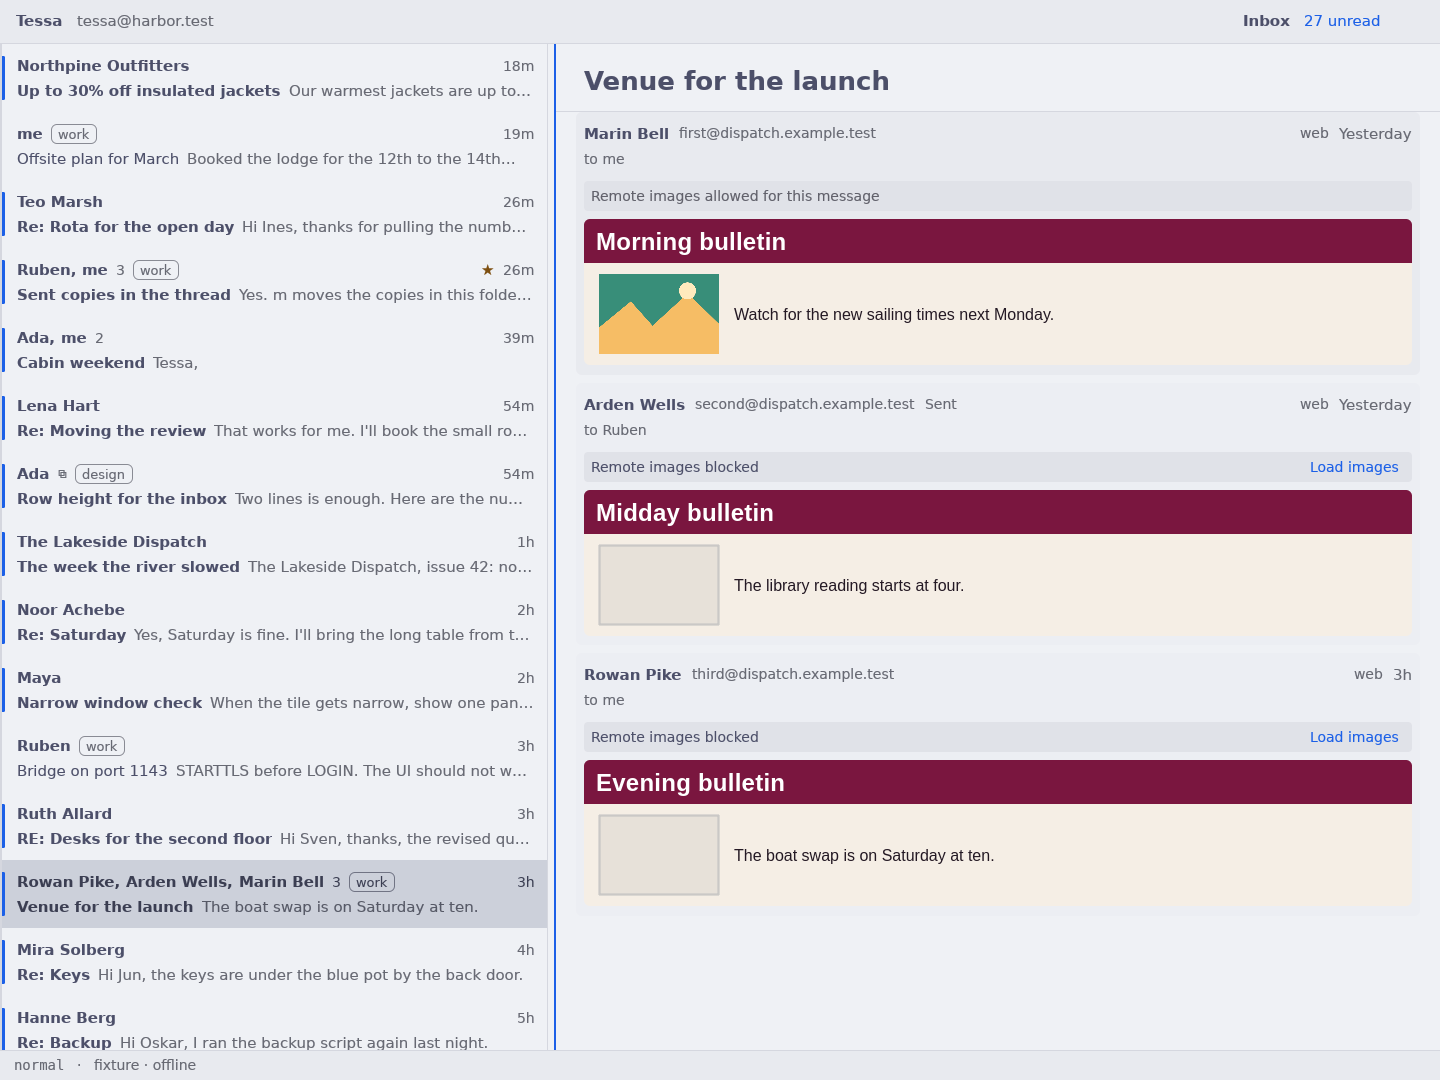 Tessa tessa@harbor.test Inbox 27 unread
Northpine Outfitters 18m
Up to 30% off insulated jackets Our warmest jackets are up to…
me work 19m
Offsite plan for March Booked the lodge for the 12th to the 14th…
Teo Marsh 26m
Re: Rota for the open day Hi Ines, thanks for pulling the numb…
Ruben, me 3 work ★ 26m
Sent copies in the thread Yes. m moves the copies in this folde…
Ada, me 2 39m
Cabin weekend Tessa,
Lena Hart 54m
Re: Moving the review That works for me. I'll book the small ro…
Ada design 54m
Row height for the inbox Two lines is enough. Here are the nu…
The Lakeside Dispatch 1h
The week the river slowed The Lakeside Dispatch, issue 42: no…
Noor Achebe 2h
Re: Saturday Yes, Saturday is fine. I'll bring the long table from t…
Maya 2h
Narrow window check When the tile gets narrow, show one pan…
Ruben work 3h
Bridge on port 1143 STARTTLS before LOGIN. The UI should not w…
Ruth Allard 3h
RE: Desks for the second floor Hi Sven, thanks, the revised qu…
Rowan Pike, Arden Wells, Marin Bell 3 work 3h
Venue for the launch The boat swap is on Saturday at ten.
Mira Solberg 4h
Re: Keys Hi Jun, the keys are under the blue pot by the back door.
Hanne Berg 5h
Re: Backup Hi Oskar, I ran the backup script again last night.
Venue for the launch
Marin Bell first@dispatch.example.test web Yesterday
to me
Remote images allowed for this message
Morning bulletin
Watch for the new sailing times next Monday.
Arden Wells second@dispatch.example.test Sent web Yesterday
to Ruben
Remote images blocked Load images
Midday bulletin
The library reading starts at four.
Rowan Pike third@dispatch.example.test web 3h
to me
Remote images blocked Load images
Evening bulletin
The boat swap is on Saturday at ten.
normal · fixture · offline